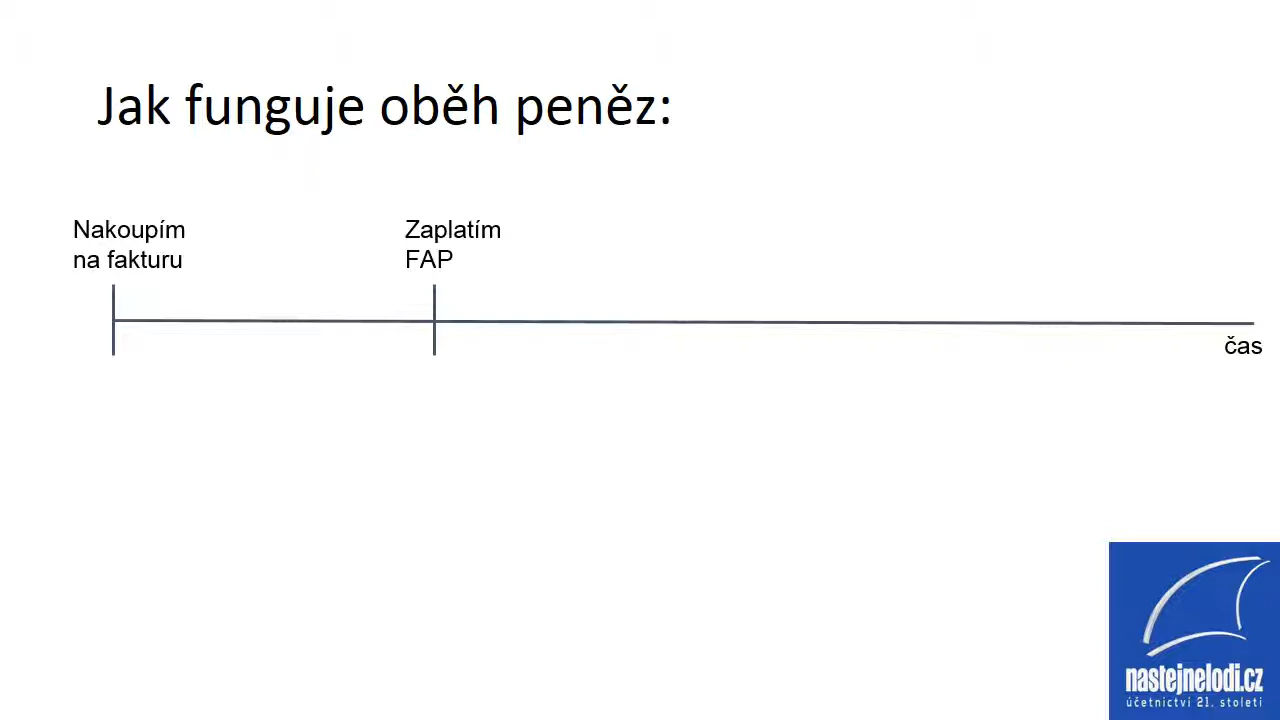 Jak funguje oběh peněz:
Nakoupím
na fakturu
Zaplatím
FAP
čas
nastejnelodi.cz
účetnictví 21. století